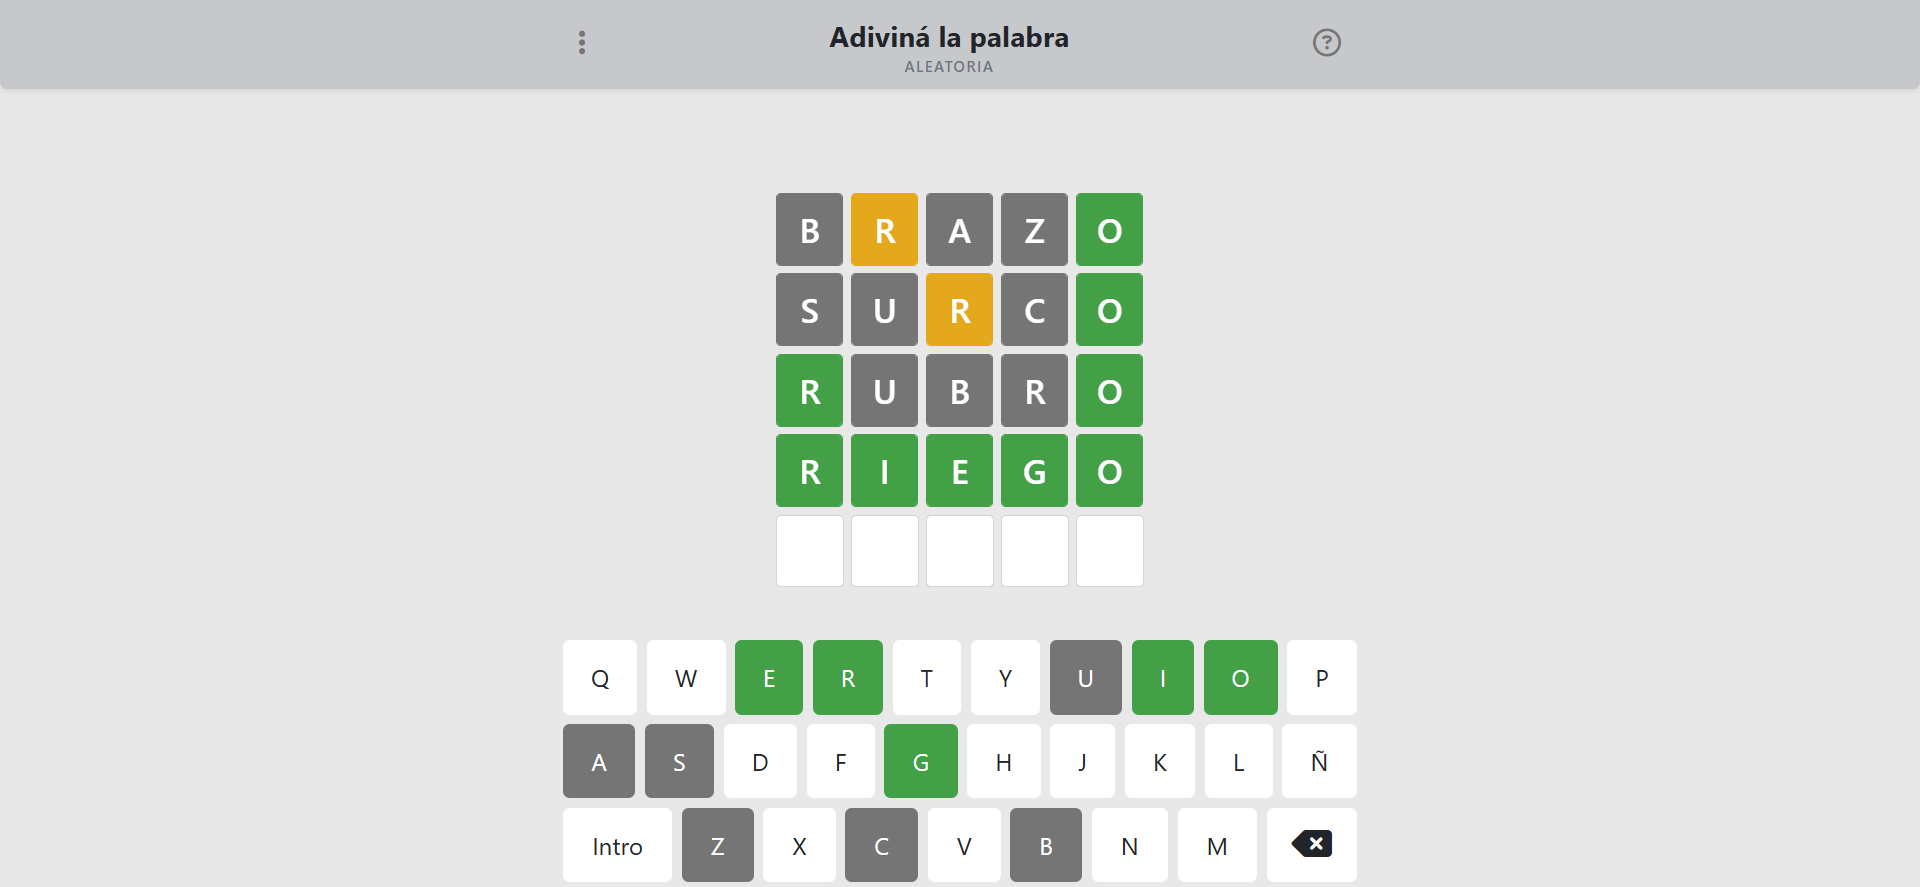 Adiviná la palabra
ALEATORIA
?
B R A Z O
S U R C O
R U B R O
R I E G O
Q W E R T Y U I O P
A S D F G H J K L Ñ
Intro Z X C V B N M